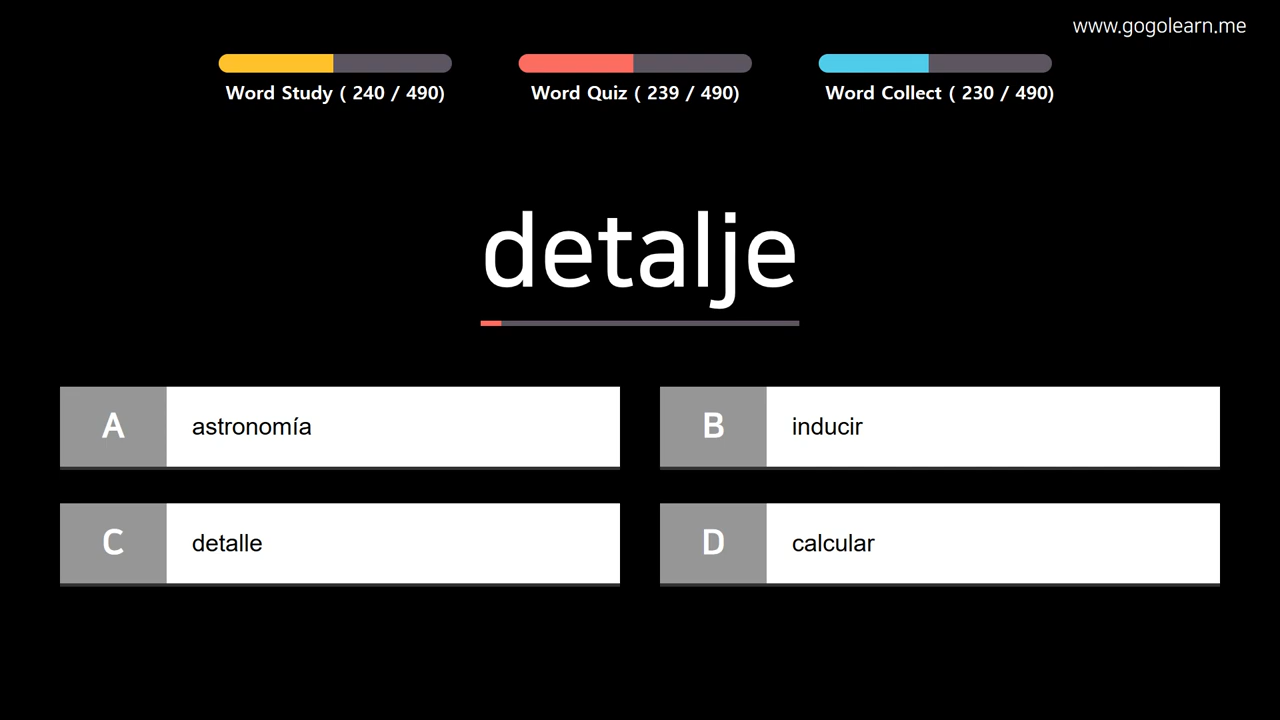 www.gogolearn.me
Word Study ( 240 / 490)
Word Quiz ( 239 / 490)
Word Collect ( 230 / 490)
detalje
A astronomía
B inducir
C detalle
D calcular